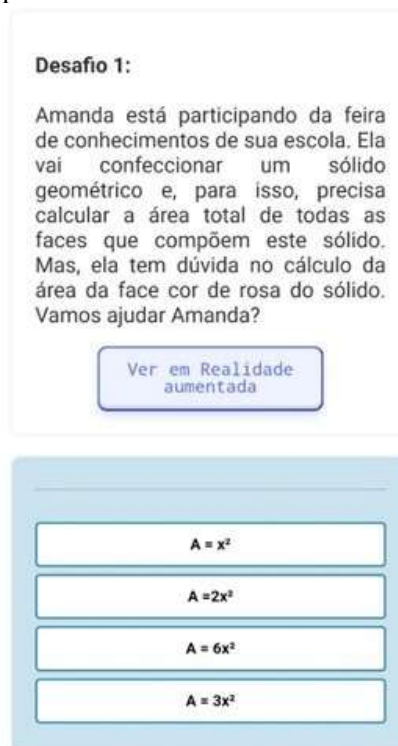 Desafio 1:
Amanda está participando da feira
de conhecimentos de sua escola. Ela
vai confeccionar um sólido
geométrico e, para isso, precisa
calcular a área total de todas as
faces que compõem este sólido.
Mas, ela tem dúvida no cálculo da
área da face cor de rosa do sólido.
Vamos ajudar Amanda?
Ver em Realidade
aumentada
A = x²
A =2x²
A = 6x²
A = 3x²